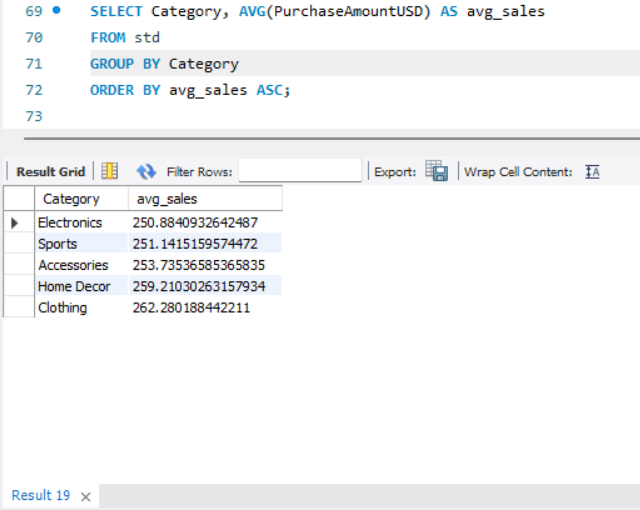 69 SELECT Category, AVG(PurchaseAmountUSD) AS avg_sales
70 FROM std
71 GROUP BY Category
72 ORDER BY avg_sales ASC;
73
Result Grid Filter Rows: Export: Wrap Cell Content: IA
Category avg_sales
Electronics 250.8840932642487
Sports 251.1415159574472
Accessories 253.73536585365835
Home Decor 259.21030263157934
Clothing 262.280188442211
Result 19 ×